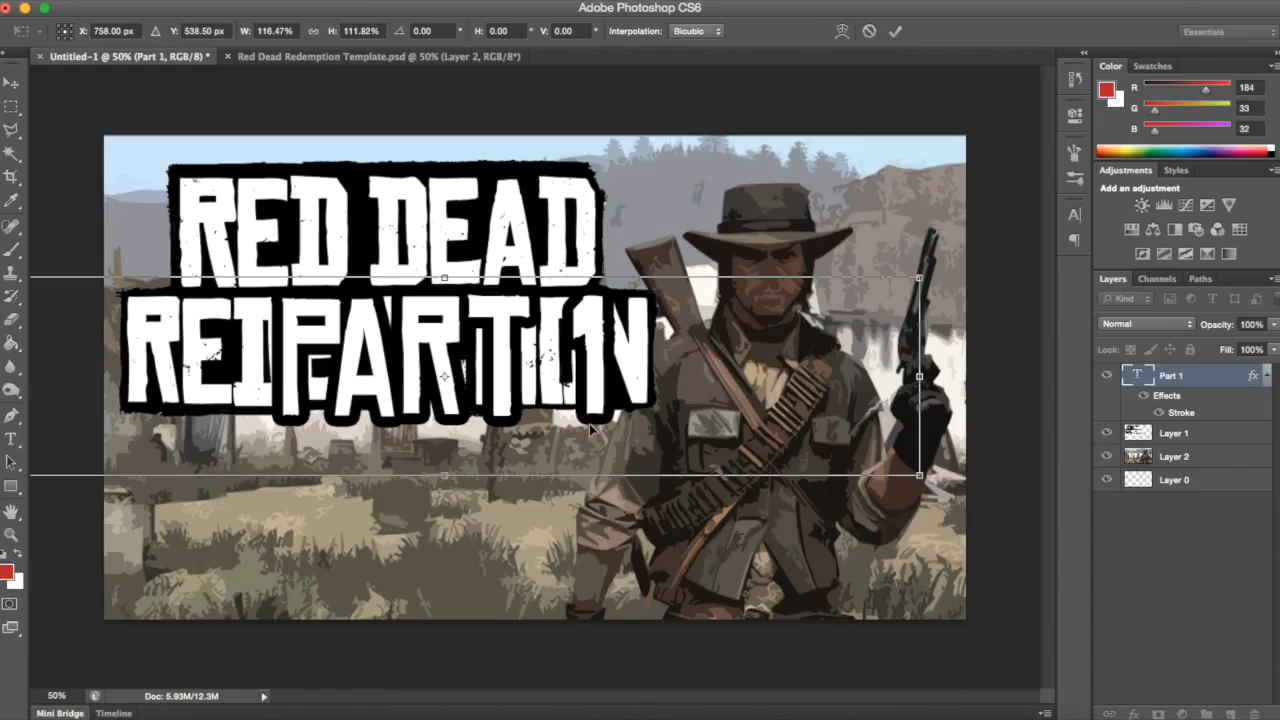 Adobe Photoshop CS6
X: 758.00 px Y: 538.50 px W: 116.47% H: 111.82% 0.00 ° H: 0.00 ° V: 0.00 ° Interpolation: Bicubic Essentials
× Untitled-1 @ 50% (Part 1, RGB/8) * × Red Dead Redemption Template.psd @ 50% (Layer 2, RGB/8*)
Color Swatches
R 184
G 33
B 32
Adjustments Styles
Add an adjustment
RED DEAD
Layers Channels Paths
Kind
Normal Opacity: 100%
Lock: Fill: 100%
T Part 1 fx
Effects
Stroke
Layer 1
Layer 2
Layer 0
50% Doc: 5.93M/12.3M
Mini Bridge Timeline